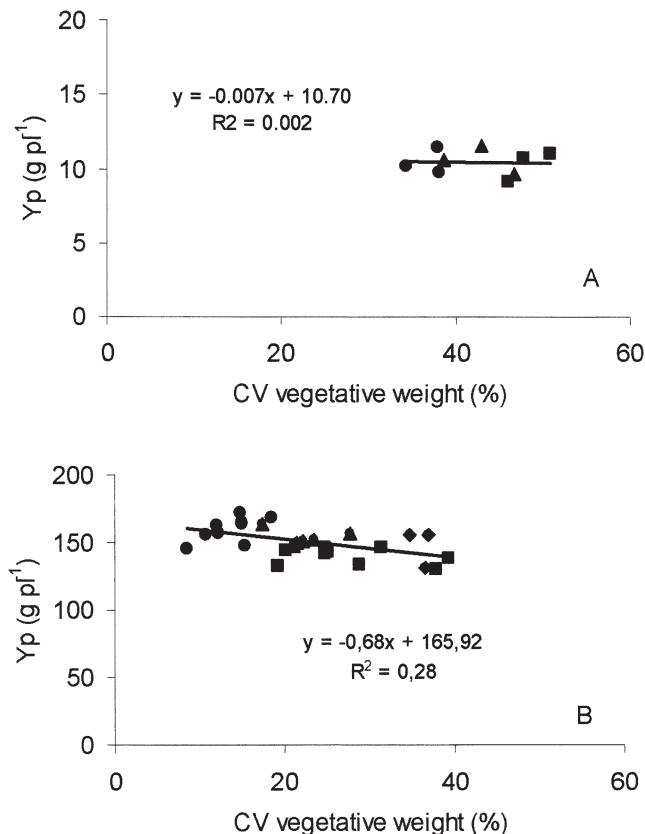 20
15
10
5
0
Yp (g pl⁻¹)
y = -0.007x + 10.70
R2 = 0.002
A
0 20 40 60
CV vegetative weight (%)
200
150
100
50
0
Yp (g pl⁻¹)
y = -0,68x + 165,92
R² = 0,28
B
0 20 40 60
CV vegetative weight (%)